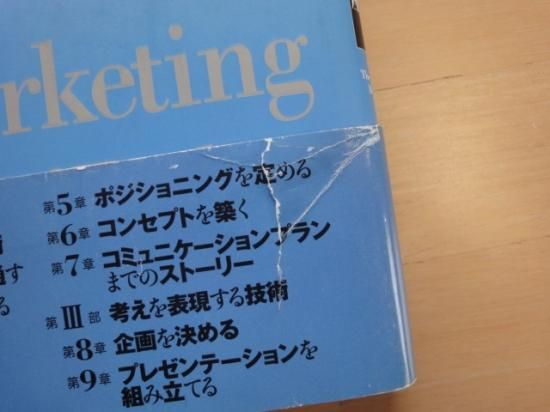 rketing
第5章 ポジショニングを定める
第6章 コンセプトを築く
第7章 コミュニケーションプラン
までのストーリー
第III部 考えを表現する技術
第8章 企画を決める
第9章 プレゼンテーションを
組み立てる
す
る